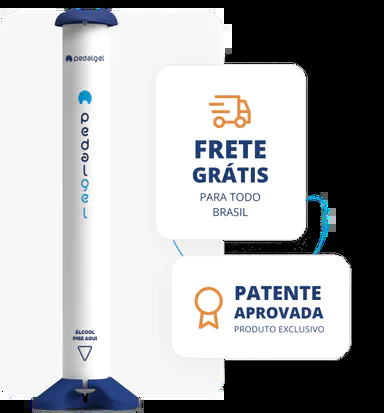 pedalgel
pedalgel
ÁLCOOL
PISE AQUI
FRETE
GRÁTIS
PARA TODO
BRASIL
PATENTE
APROVADA
PRODUTO EXCLUSIVO